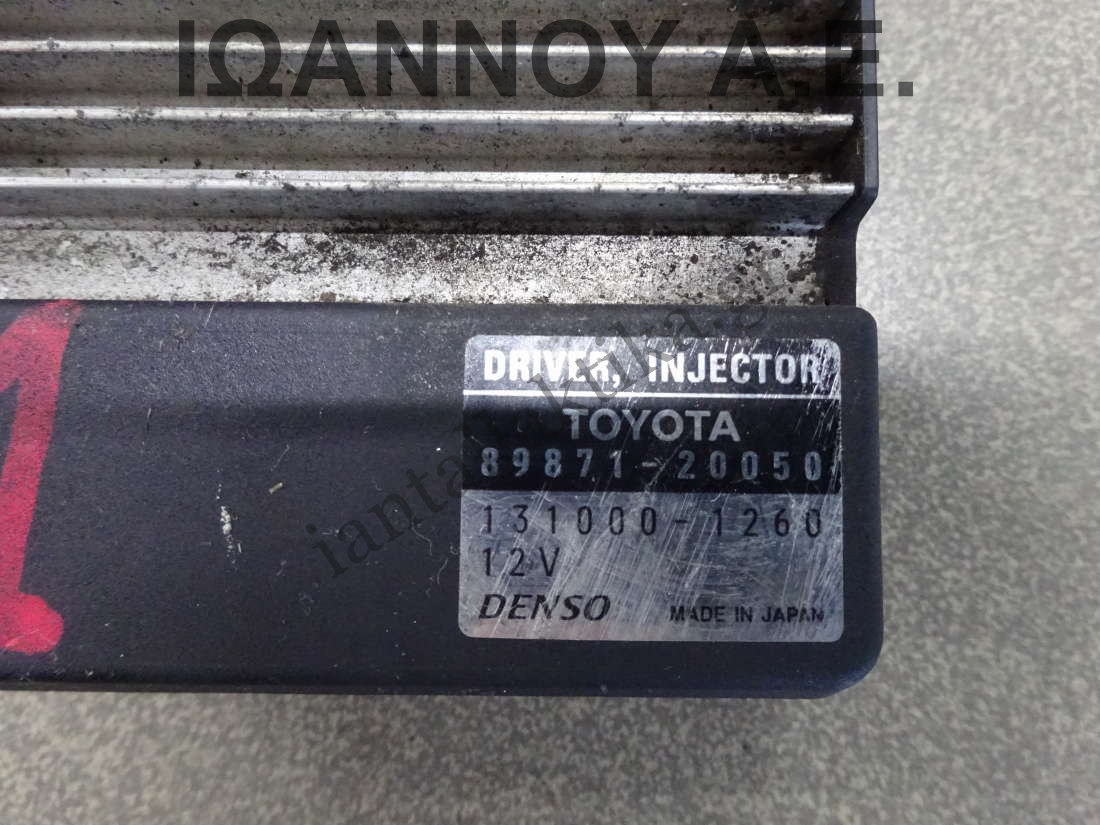 ΙΩΑΝΝΟΥ Α.Ε.
DRIVER, INJECTOR
TOYOTA
89871-20050
131000-1260
12V
DENSO MADE IN JAPAN